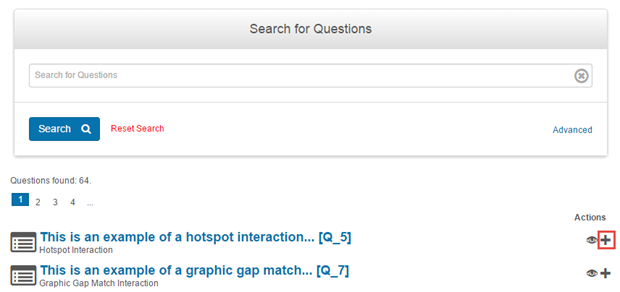 Search for Questions
Search for Questions
Search
Reset Search
Advanced
Questions found: 64.
1 2 3 4 ...
Actions
This is an example of a hotspot interaction... [Q_5]
Hotspot Interaction
This is an example of a graphic gap match... [Q_7]
Graphic Gap Match Interaction